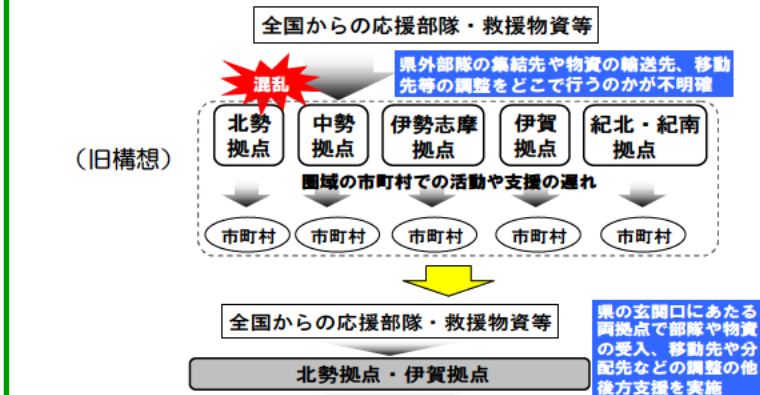 全国からの応援部隊・救援物資等
県外部隊の集結先や物資の輸送先、移動
先等の調整をどこで行うのかが不明確
混乱
(旧構想)
北勢
拠点
中勢
拠点
伊勢志摩
拠点
伊賀
拠点
紀北・紀南
拠点
圏域の市町村での活動や支援の遅れ
市町村
市町村
市町村
市町村
市町村
全国からの応援部隊・救援物資等
県の玄関口にあたる
両拠点で部隊や物資
の受入、移動先や分
配先などの調整の他
後方支援を実施
北勢拠点・伊賀拠点